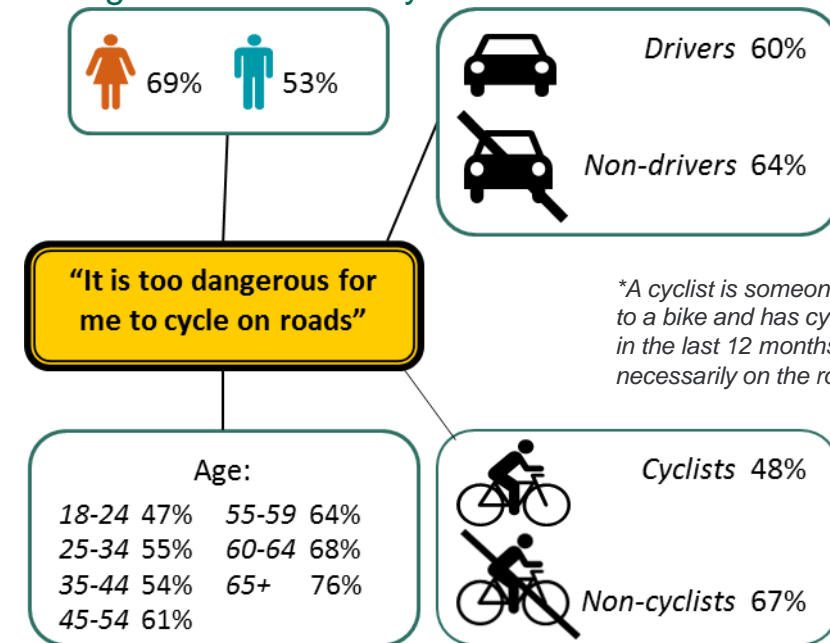 69% 53%
Drivers 60%
Non-drivers 64%
“It is too dangerous for
me to cycle on roads”
*A cyclist is someon
to a bike and has cy
in the last 12 months
necessarily on the ro
Age:
18-24 47% 55-59 64%
25-34 55% 60-64 68%
35-44 54% 65+ 76%
45-54 61%
Cyclists 48%
Non-cyclists 67%